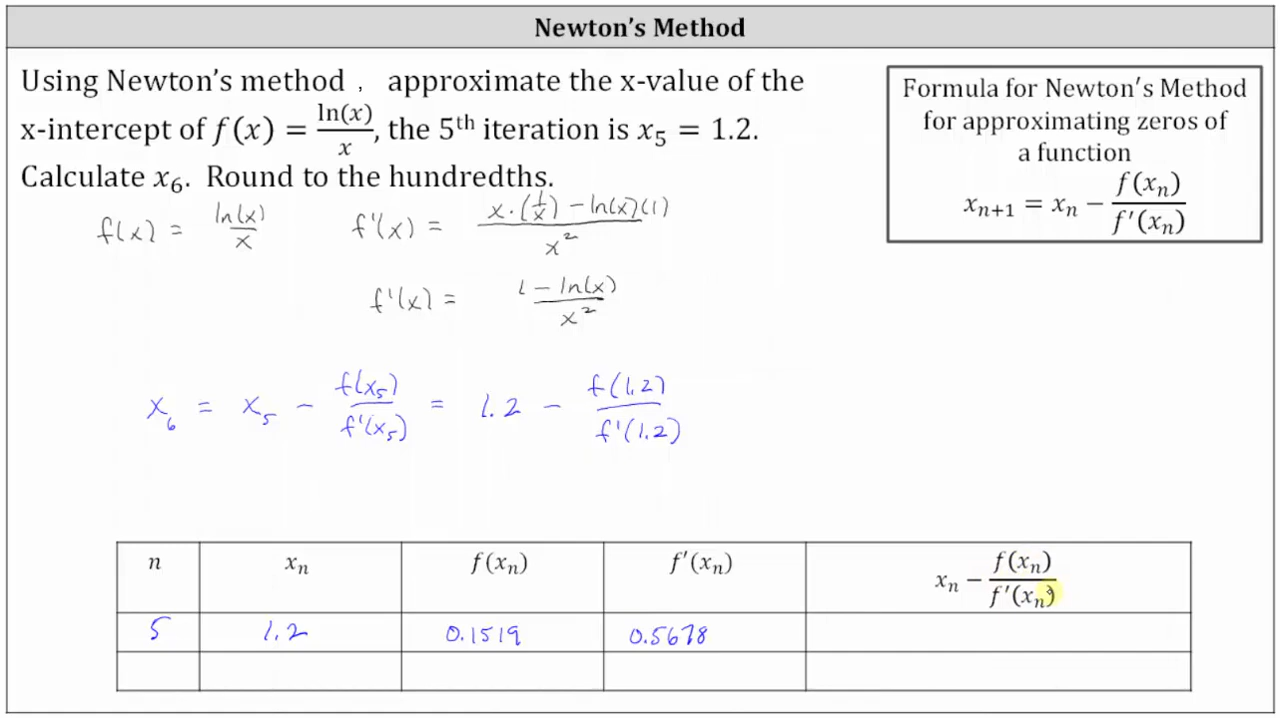 Newton's Method
Using Newton's method , approximate the x-value of the
x-intercept of f(x) = ln(x)/x, the 5th iteration is x₅ = 1.2.
Calculate x₆. Round to the hundredths.
Formula for Newton's Method
for approximating zeros of
a function
xₙ₊₁ = xₙ − f(xₙ)/f′(xₙ)
f(x) = ln(x)/x f'(x) = (x · (1/x) − ln(x)(1))/x²
f'(x) = (1 − ln(x))/x²
x₆ = x₅ − f(x₅)/f'(x₅) = 1.2 − f(1.2)/f'(1.2)
n xₙ f(xₙ) f′(xₙ) xₙ − f(xₙ)/f′(xₙ)
5 1.2 0.1519 0.5678